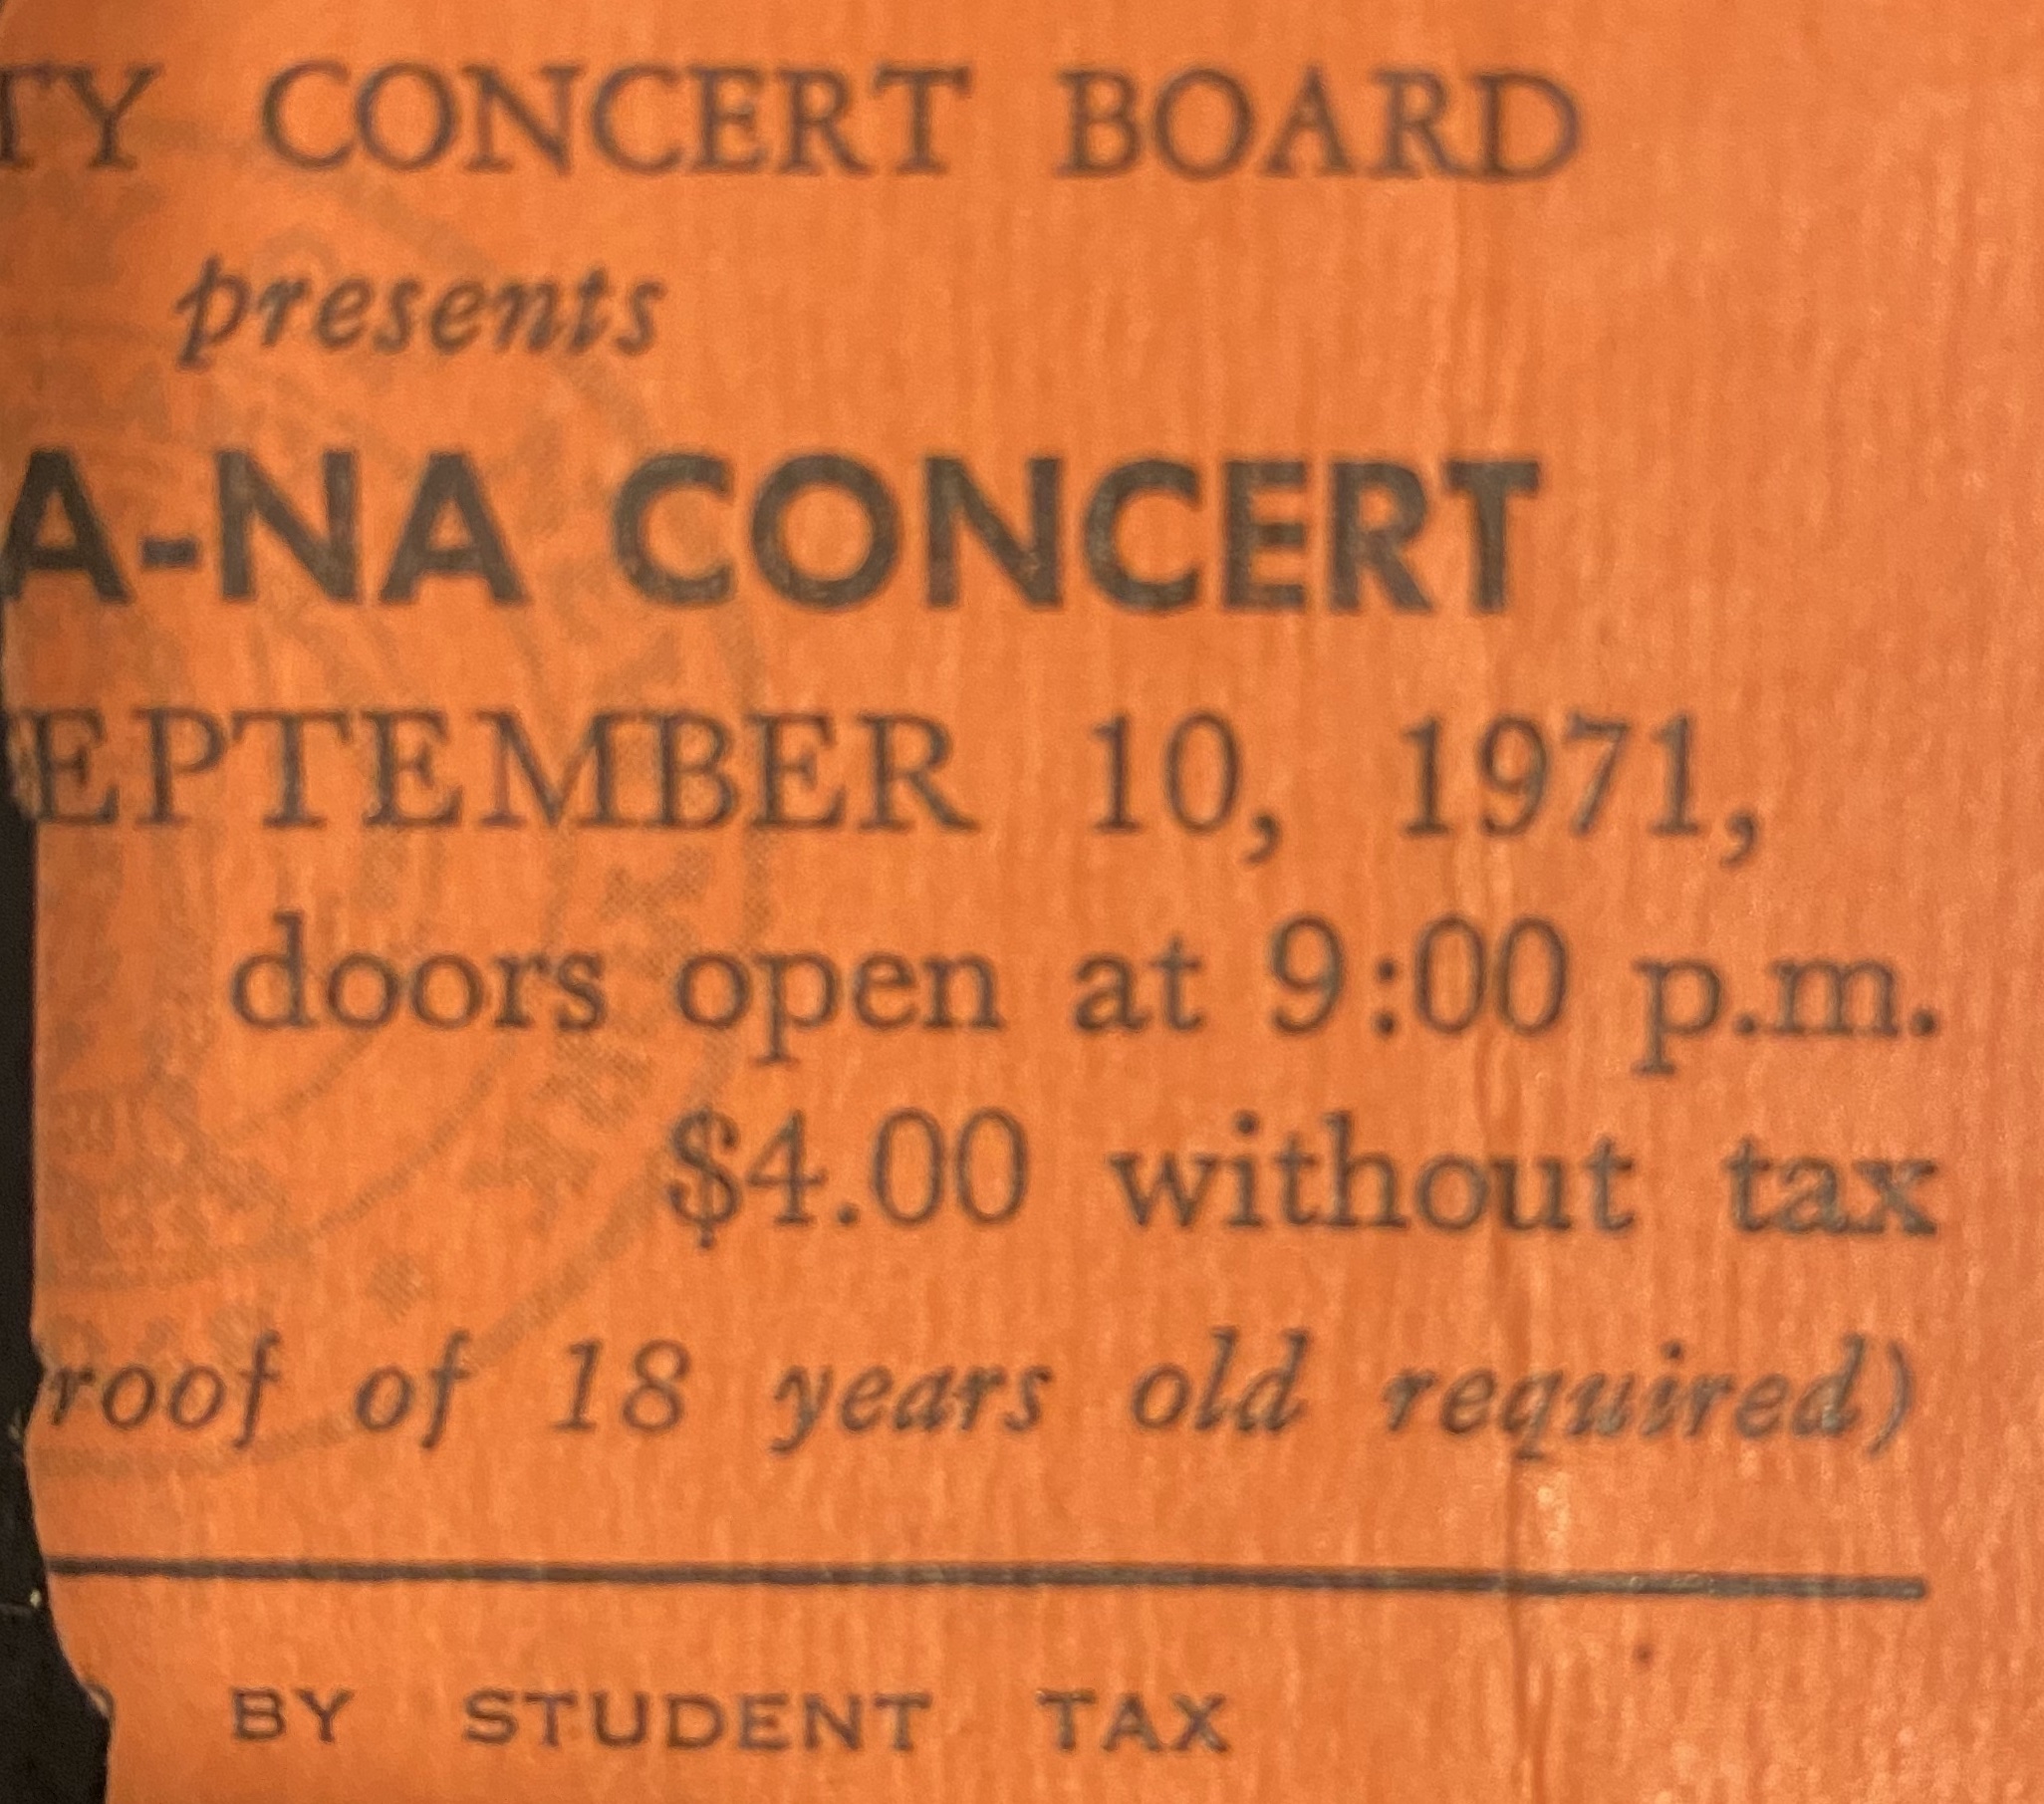 TY CONCERT BOARD
presents
A-NA CONCERT
EPTEMBER 10, 1971,
doors open at 9:00 p.m.
$4.00 without tax
roof of 18 years old required)
BY STUDENT TAX